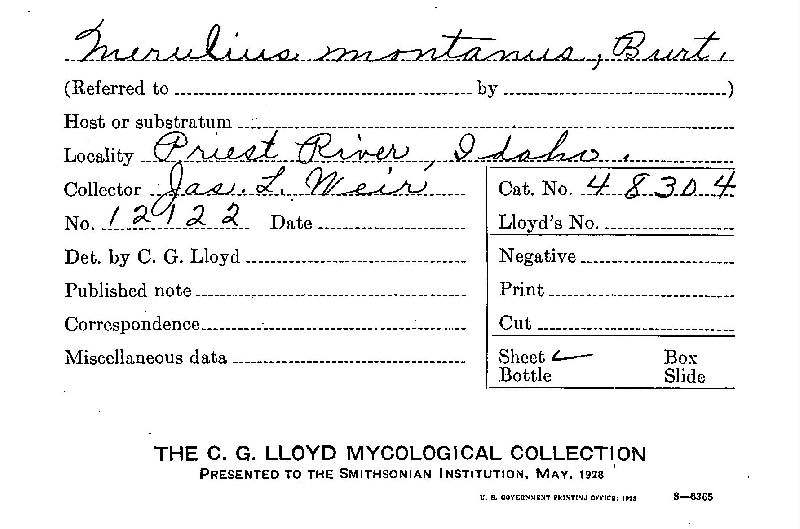 Merulius montanus, Burt.
(Referred to by )
Host or substratum
Locality Priest River, Idaho.
Collector Jas. L. Weir
Cat. No. 48304
No. 12122 Date
Lloyd's No.
Det. by C. G. Lloyd
Negative
Published note
Print
Correspondence
Cut
Miscellaneous data
Sheet Box
Bottle Slide
THE C. G. LLOYD MYCOLOGICAL COLLECTION
PRESENTED TO THE SMITHSONIAN INSTITUTION, MAY, 1928
U. S. GOVERNMENT PRINTING OFFICE: 1928 8—6365